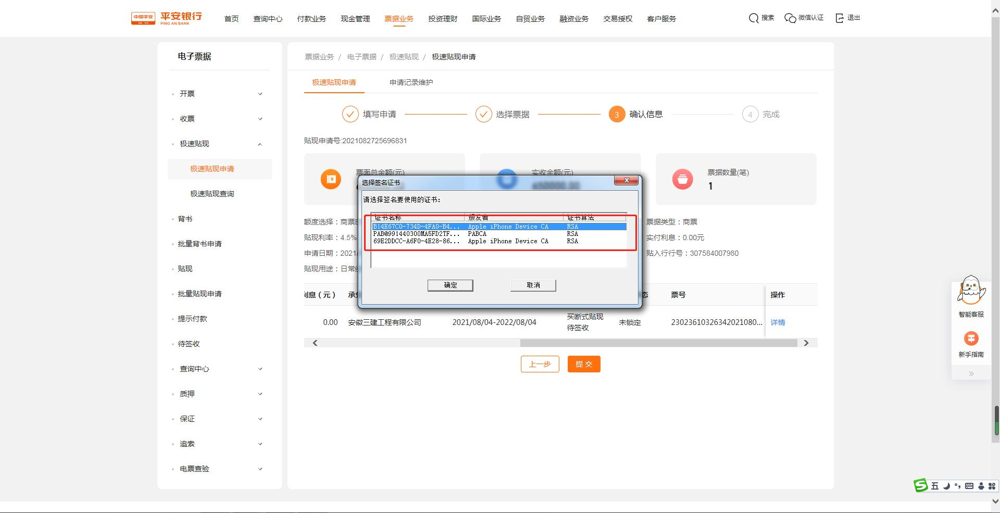 中国平安 平安银行
PING AN BANK
首页 查询中心 付款业务 现金管理 票据业务 投资理财 国际业务 自贸业务 融资业务 交易授权 客户服务
搜索 微信认证 退出
电子票据
开票
收票
极速贴现
极速贴现申请
极速贴现查询
背书
批量背书申请
贴现
批量贴现申请
提示付款
待签收
查询中心
质押
保证
追索
电票查验
票据业务 / 电子票据 / 极速贴现 / 极速贴现申请
极速贴现申请 申请记录维护
填写申请 选择票据 3 确认信息 4 完成
贴现申请号:2021082725696831
票面总金额(元) 实收金额(元) 票据数量(笔)
1
选择签名证书
请选择签名要使用的证书:
证书名称 颁发者 证书算法
B14E67C0-734D-4FA0-B4... Apple iPhone Device CA RSA
PAB@991440300MA5FD2TF... PABCA RSA
69E2DDCC-A6F0-4E28-86... Apple iPhone Device CA RSA
确定 取消
额度选择：商票 票据类型：商票
贴现利率：4.5% 实付利息：0.00元
申请日期：2021/ 贴入行行号：307584007980
贴现用途：日常
息（元） 承 态 票号 操作
0.00 安徽三建工程有限公司 2021/08/04-2022/08/04 买断式贴现 待签收 未锁定 23023610326342021080... 详情
上一步 提 交
智能客服
新手指南
五